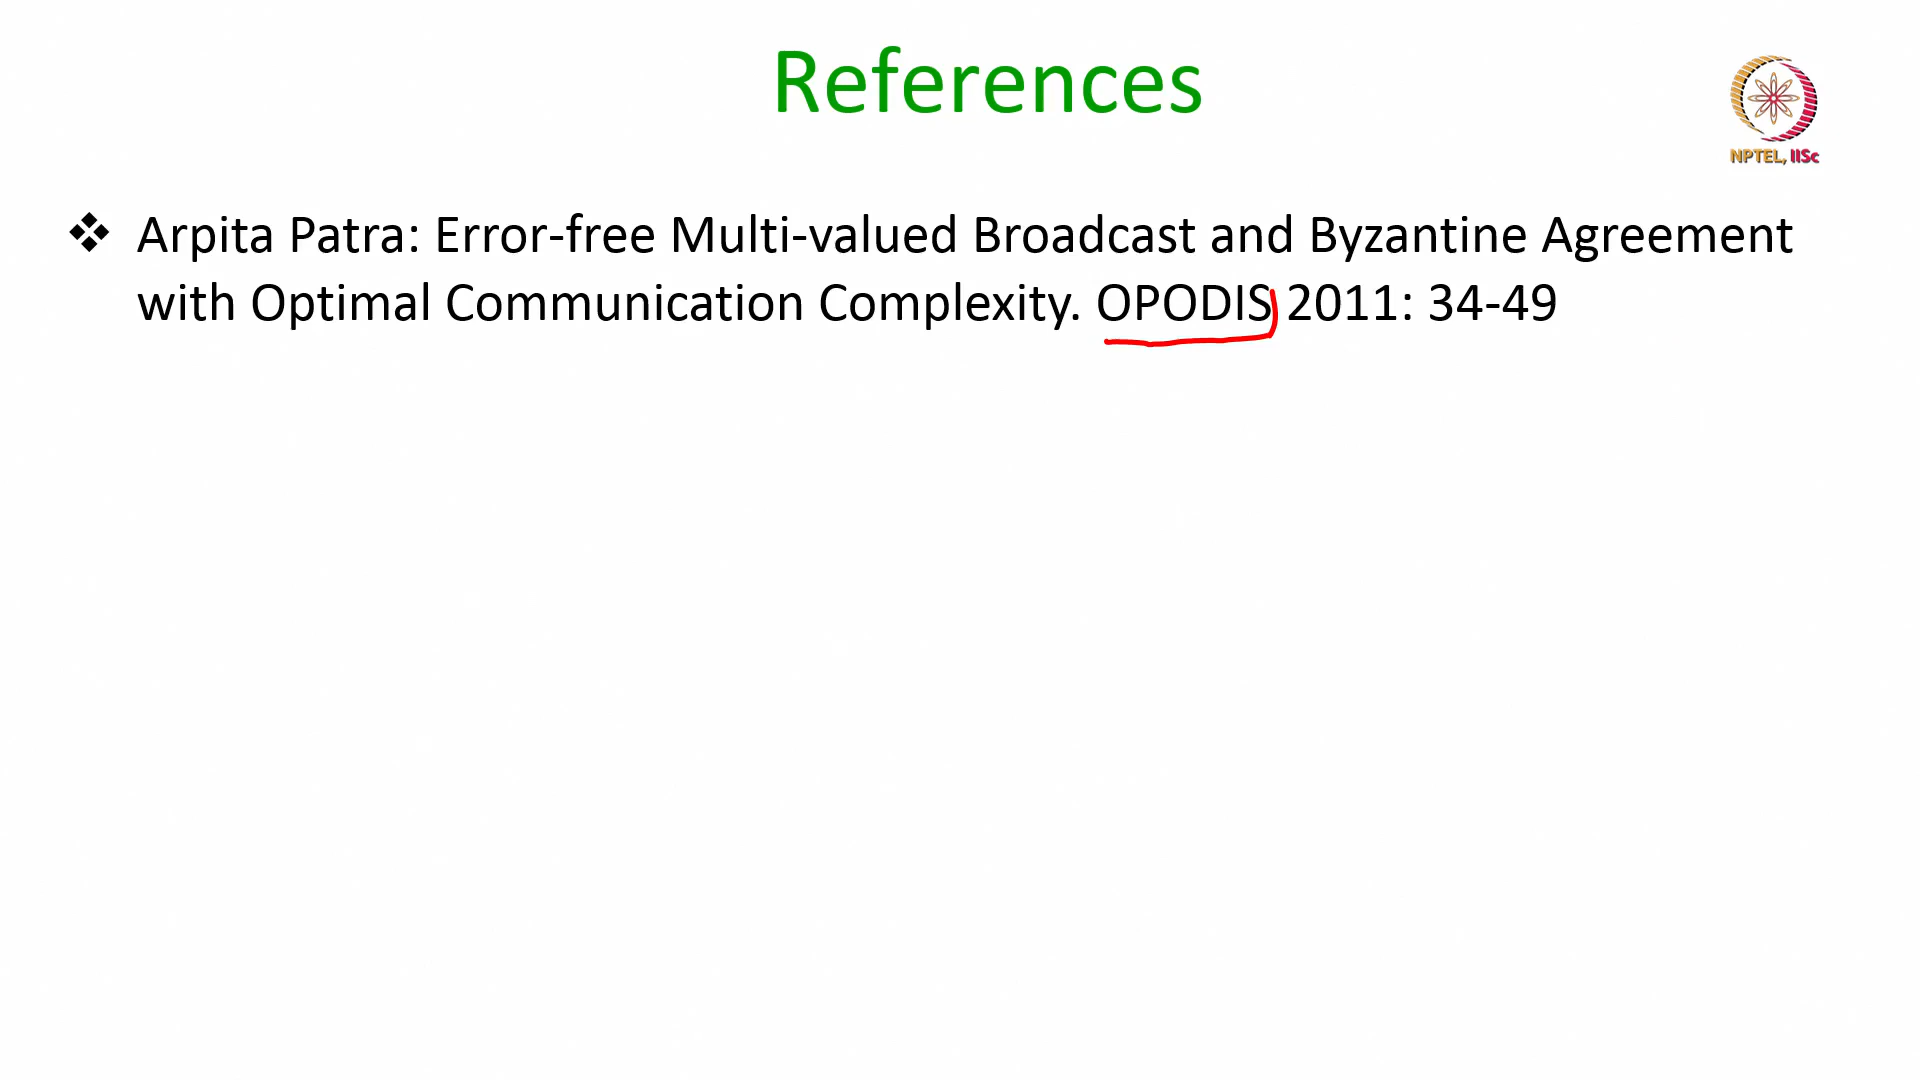 References
NPTEL, IISc
❖ Arpita Patra: Error-free Multi-valued Broadcast and Byzantine Agreement
with Optimal Communication Complexity. OPODIS 2011: 34-49